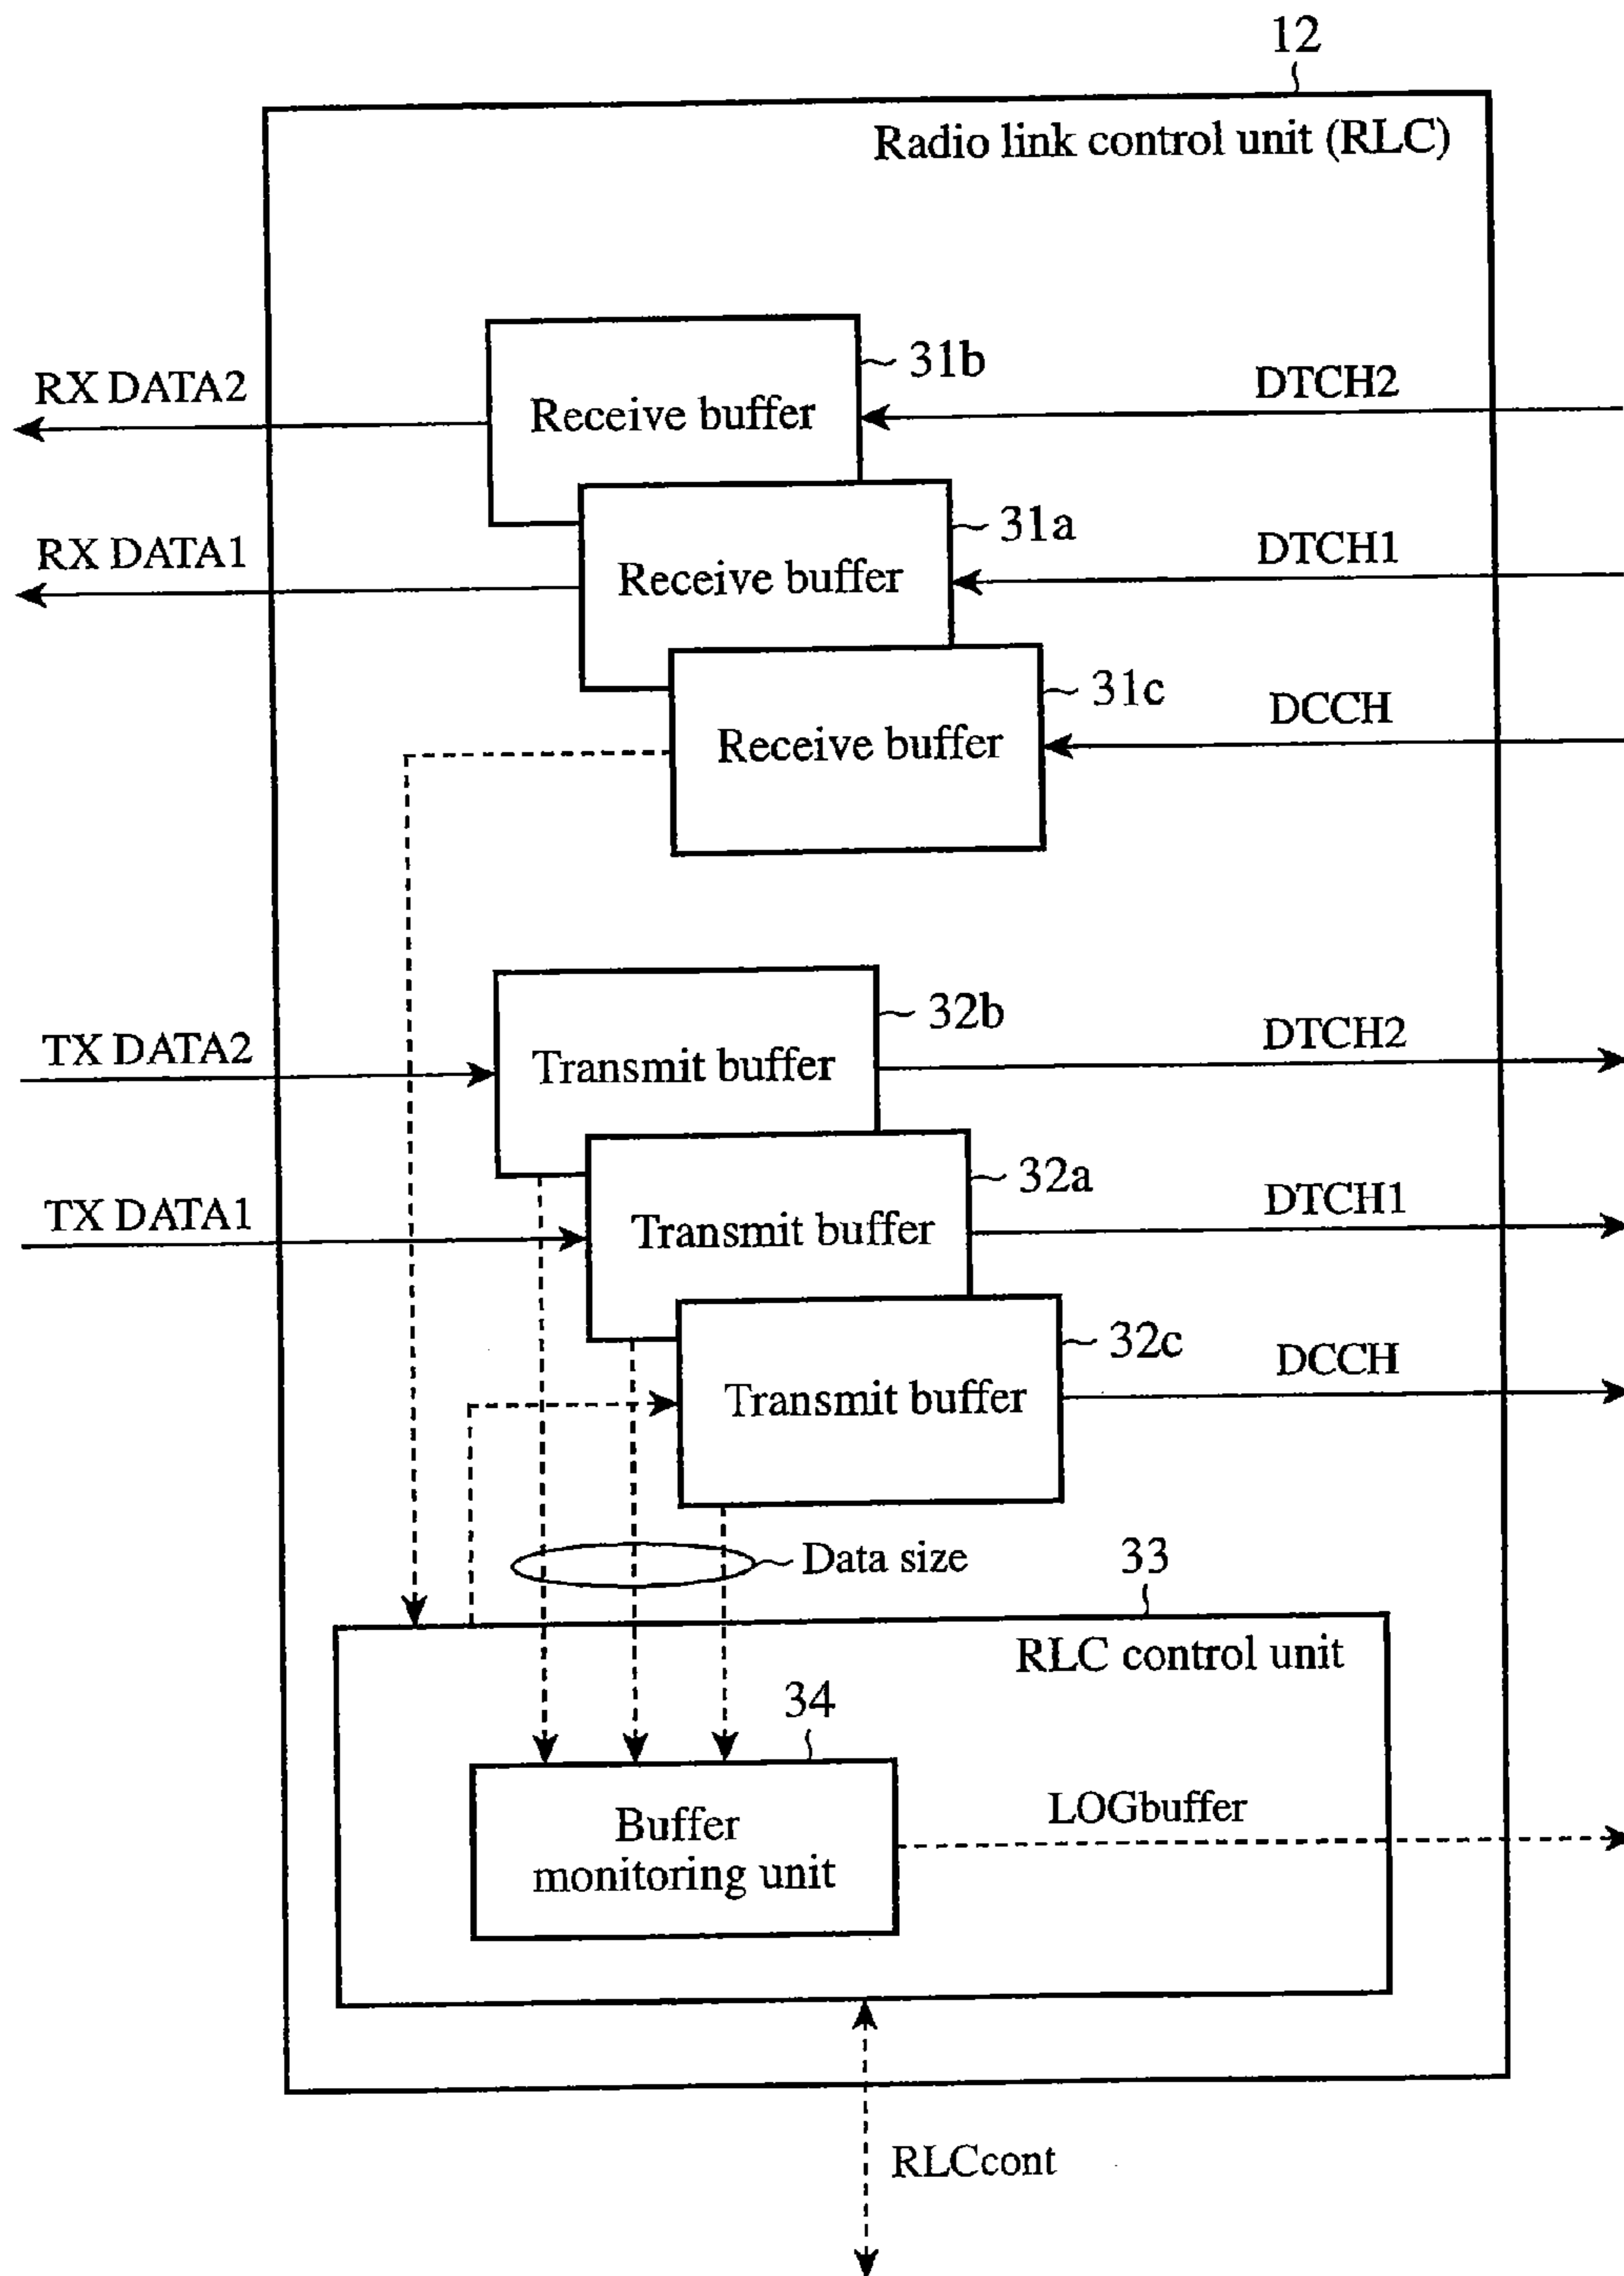 12
Radio link control unit (RLC)
31b
RX DATA2
DTCH2
Receive buffer
31a
RX DATA1
DTCH1
Receive buffer
31c
DCCH
Receive buffer
32b
TX DATA2
DTCH2
Transmit buffer
32a
TX DATA1
DTCH1
Transmit buffer
32c
DCCH
Transmit buffer
Data size
33
RLC control unit
34
LOGbuffer
Buffer
monitoring unit
RLCcont